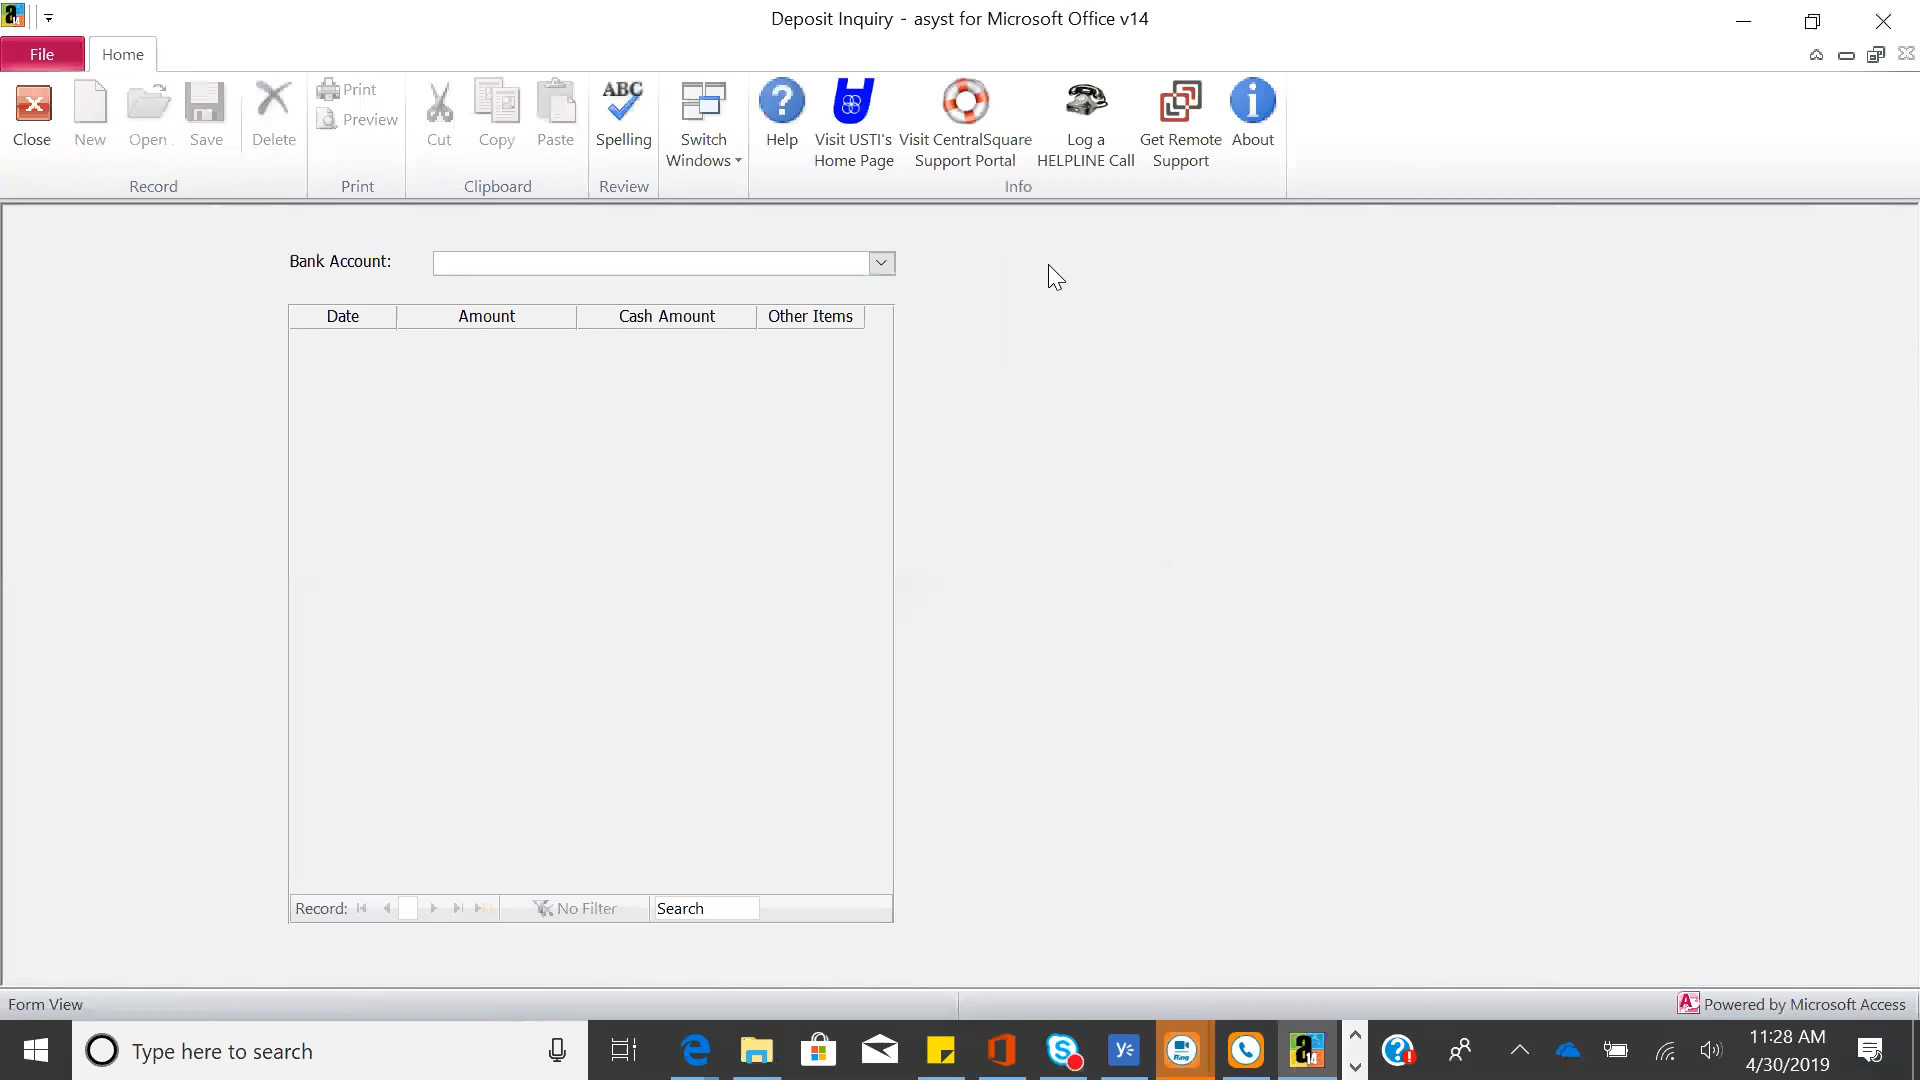 Deposit Inquiry - asyst for Microsoft Office v14
File
Home
Close
New
Open
Save
Delete
Print
Preview
Cut
Copy
Paste
ABC
Spelling
Switch
Windows
Help
Visit USTI's
Home Page
Visit CentralSquare
Support Portal
Log a
HELPLINE Call
Get Remote
Support
About
Record
Print
Clipboard
Review
Info
Bank Account:
Date
Amount
Cash Amount
Other Items
Record:
No Filter
Search
Form View
Powered by Microsoft Access
Type here to search
Ring
a
14
11:28 AM
4/30/2019